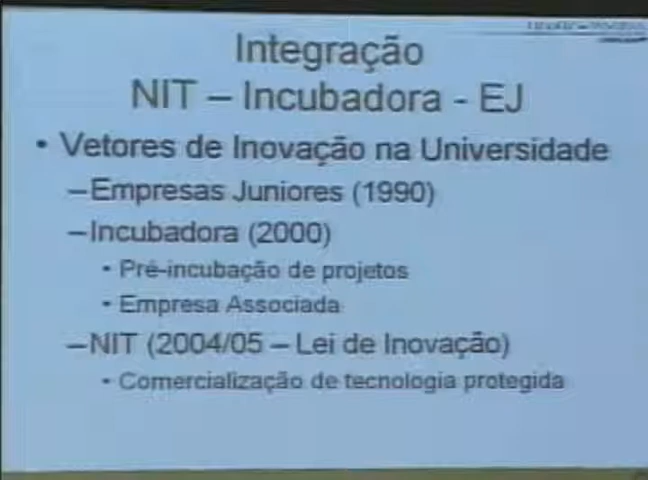 Integração
NIT – Incubadora - EJ
• Vetores de Inovação na Universidade
–Empresas Juniores (1990)
–Incubadora (2000)
• Pré-incubação de projetos
• Empresa Associada
–NIT (2004/05 – Lei de Inovação)
• Comercialização de tecnologia protegida